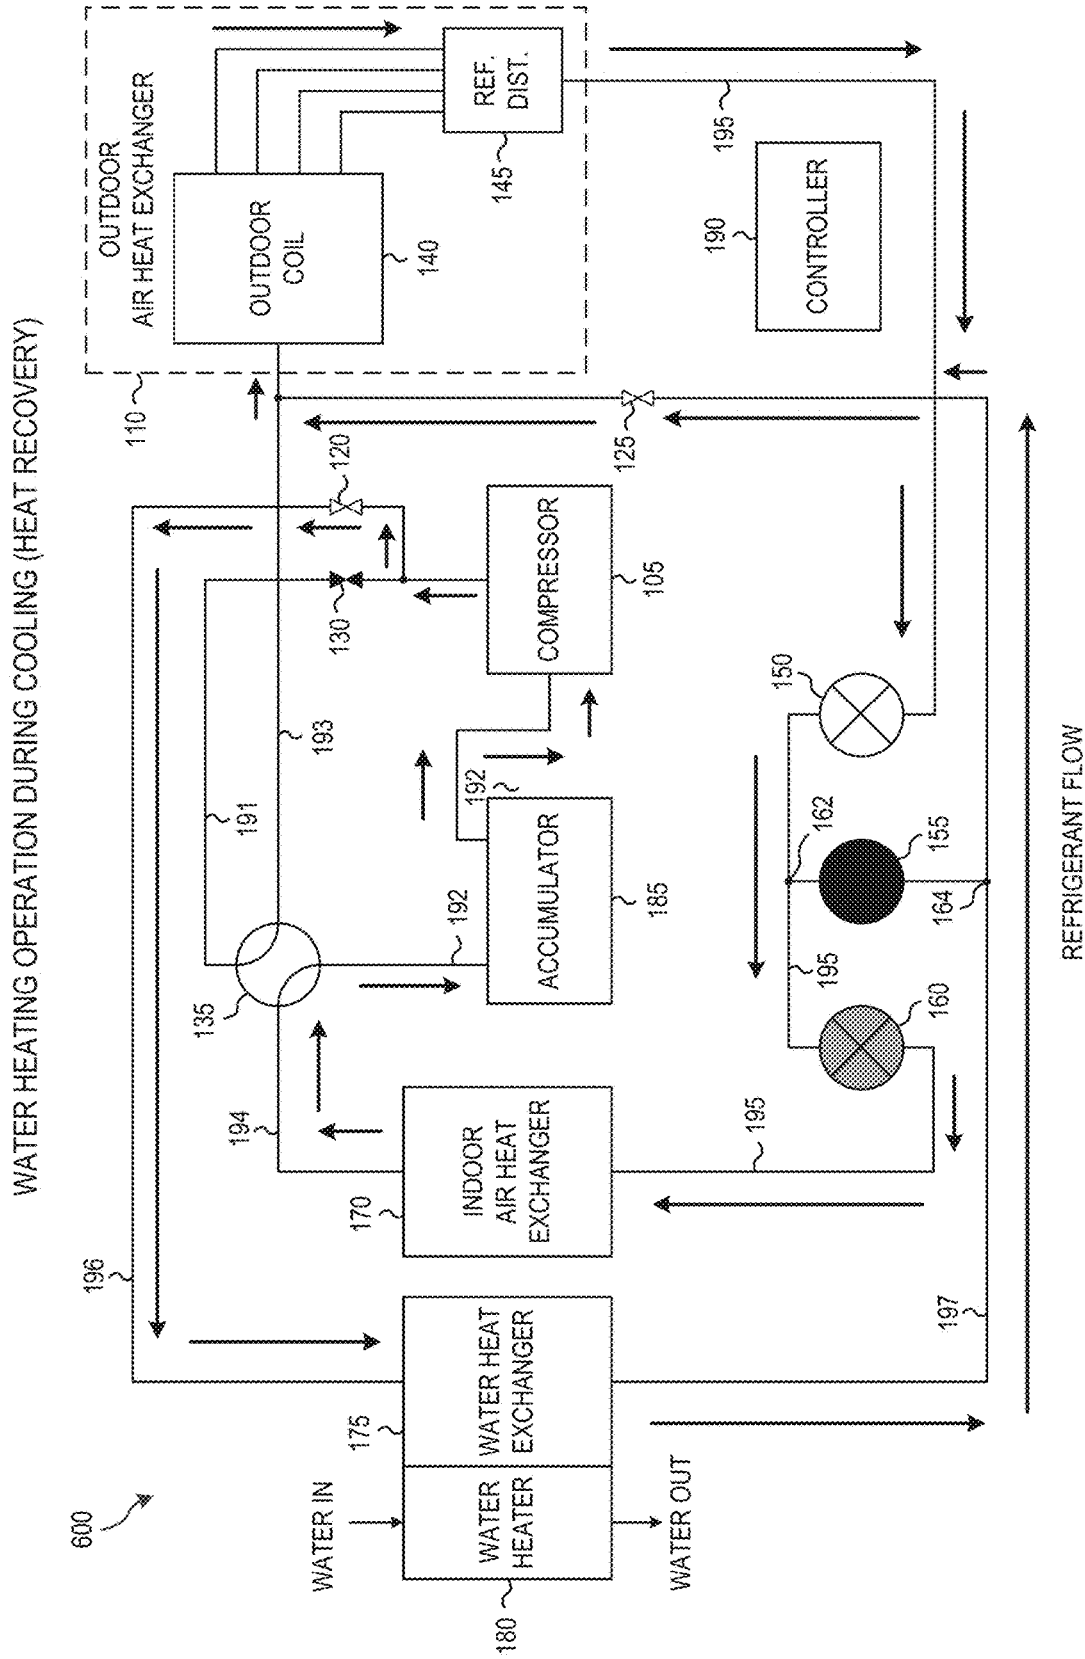 WATER HEATING OPERATION DURING COOLING (HEAT RECOVERY)
600
196
110
OUTDOOR
AIR HEAT EXCHANGER
135
191
193
130
120
OUTDOOR
COIL
140
REF.
DIST.
145
WATER IN
175
170
194
192
192
125
WATER
HEATER
180
WATER HEAT
EXCHANGER
INDOOR
AIR HEAT
EXCHANGER
ACCUMULATOR
185
COMPRESSOR
105
WATER OUT
195
195
162
150
190
195
CONTROLLER
197
160
164
155
REFRIGERANT FLOW